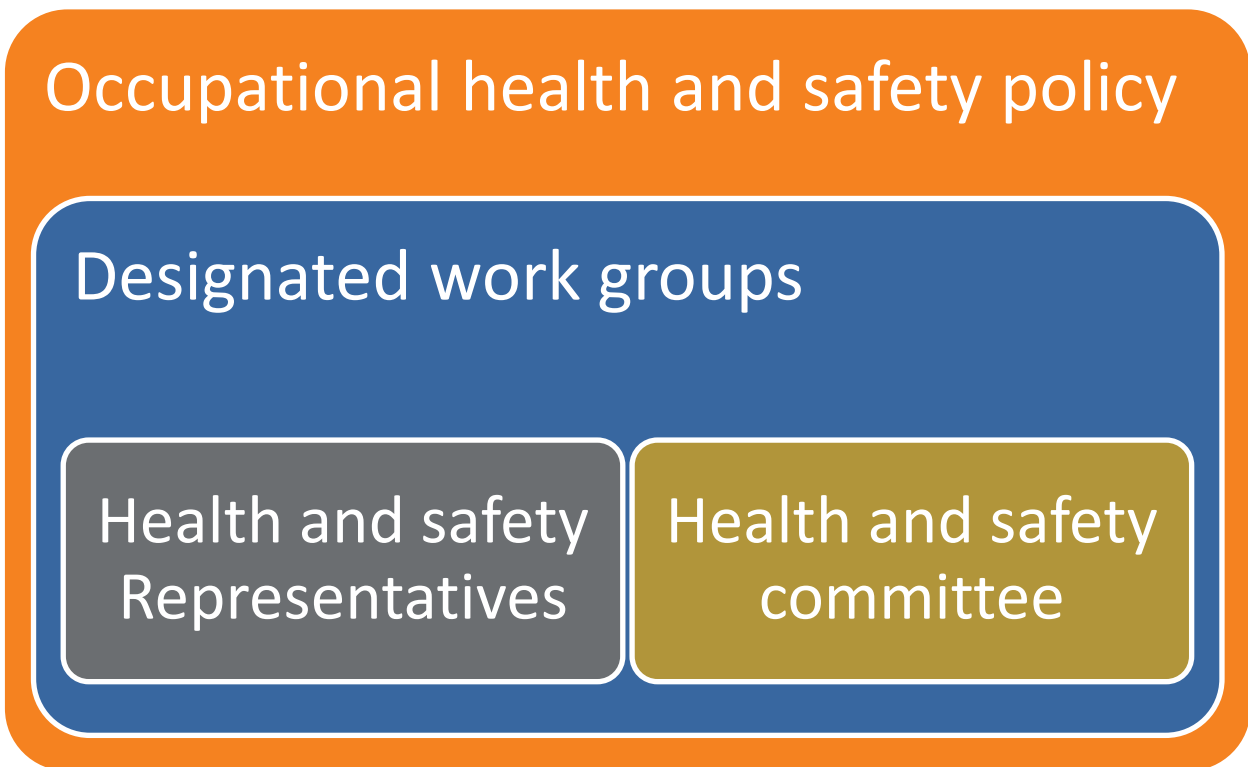 Occupational health and safety policy
Designated work groups
Health and safety
Representatives
Health and safety
committee